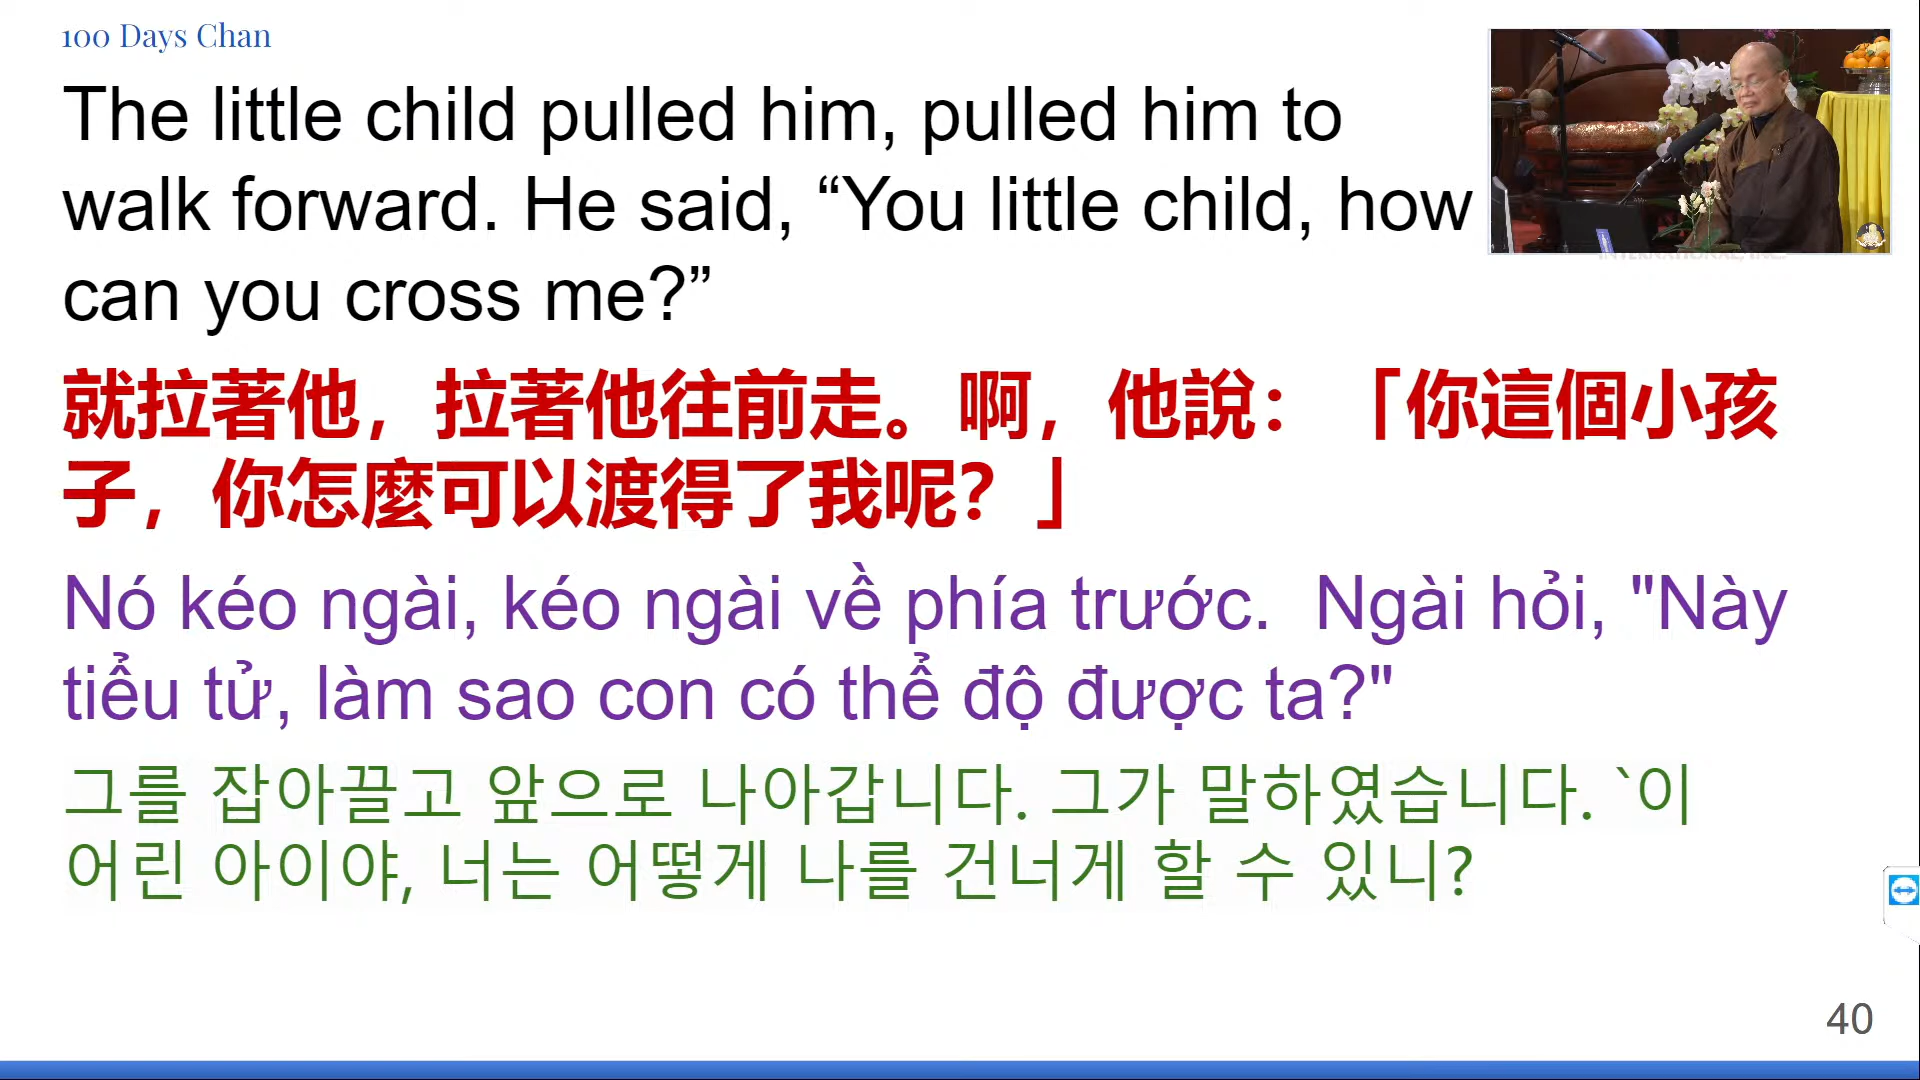 100 Days Chan
The little child pulled him, pulled him to
walk forward. He said, “You little child, how
can you cross me?”
就拉著他，拉著他往前走。啊，他說：「你這個小孩
子，你怎麼可以渡得了我呢？」
Nó kéo ngài, kéo ngài về phía trước.  Ngài hỏi, "Này
tiểu tử, làm sao con có thể độ được ta?"
그를 잡아끌고 앞으로 나아갑니다. 그가 말하였습니다. `이
어린 아이야, 너는 어떻게 나를 건너게 할 수 있니?
40